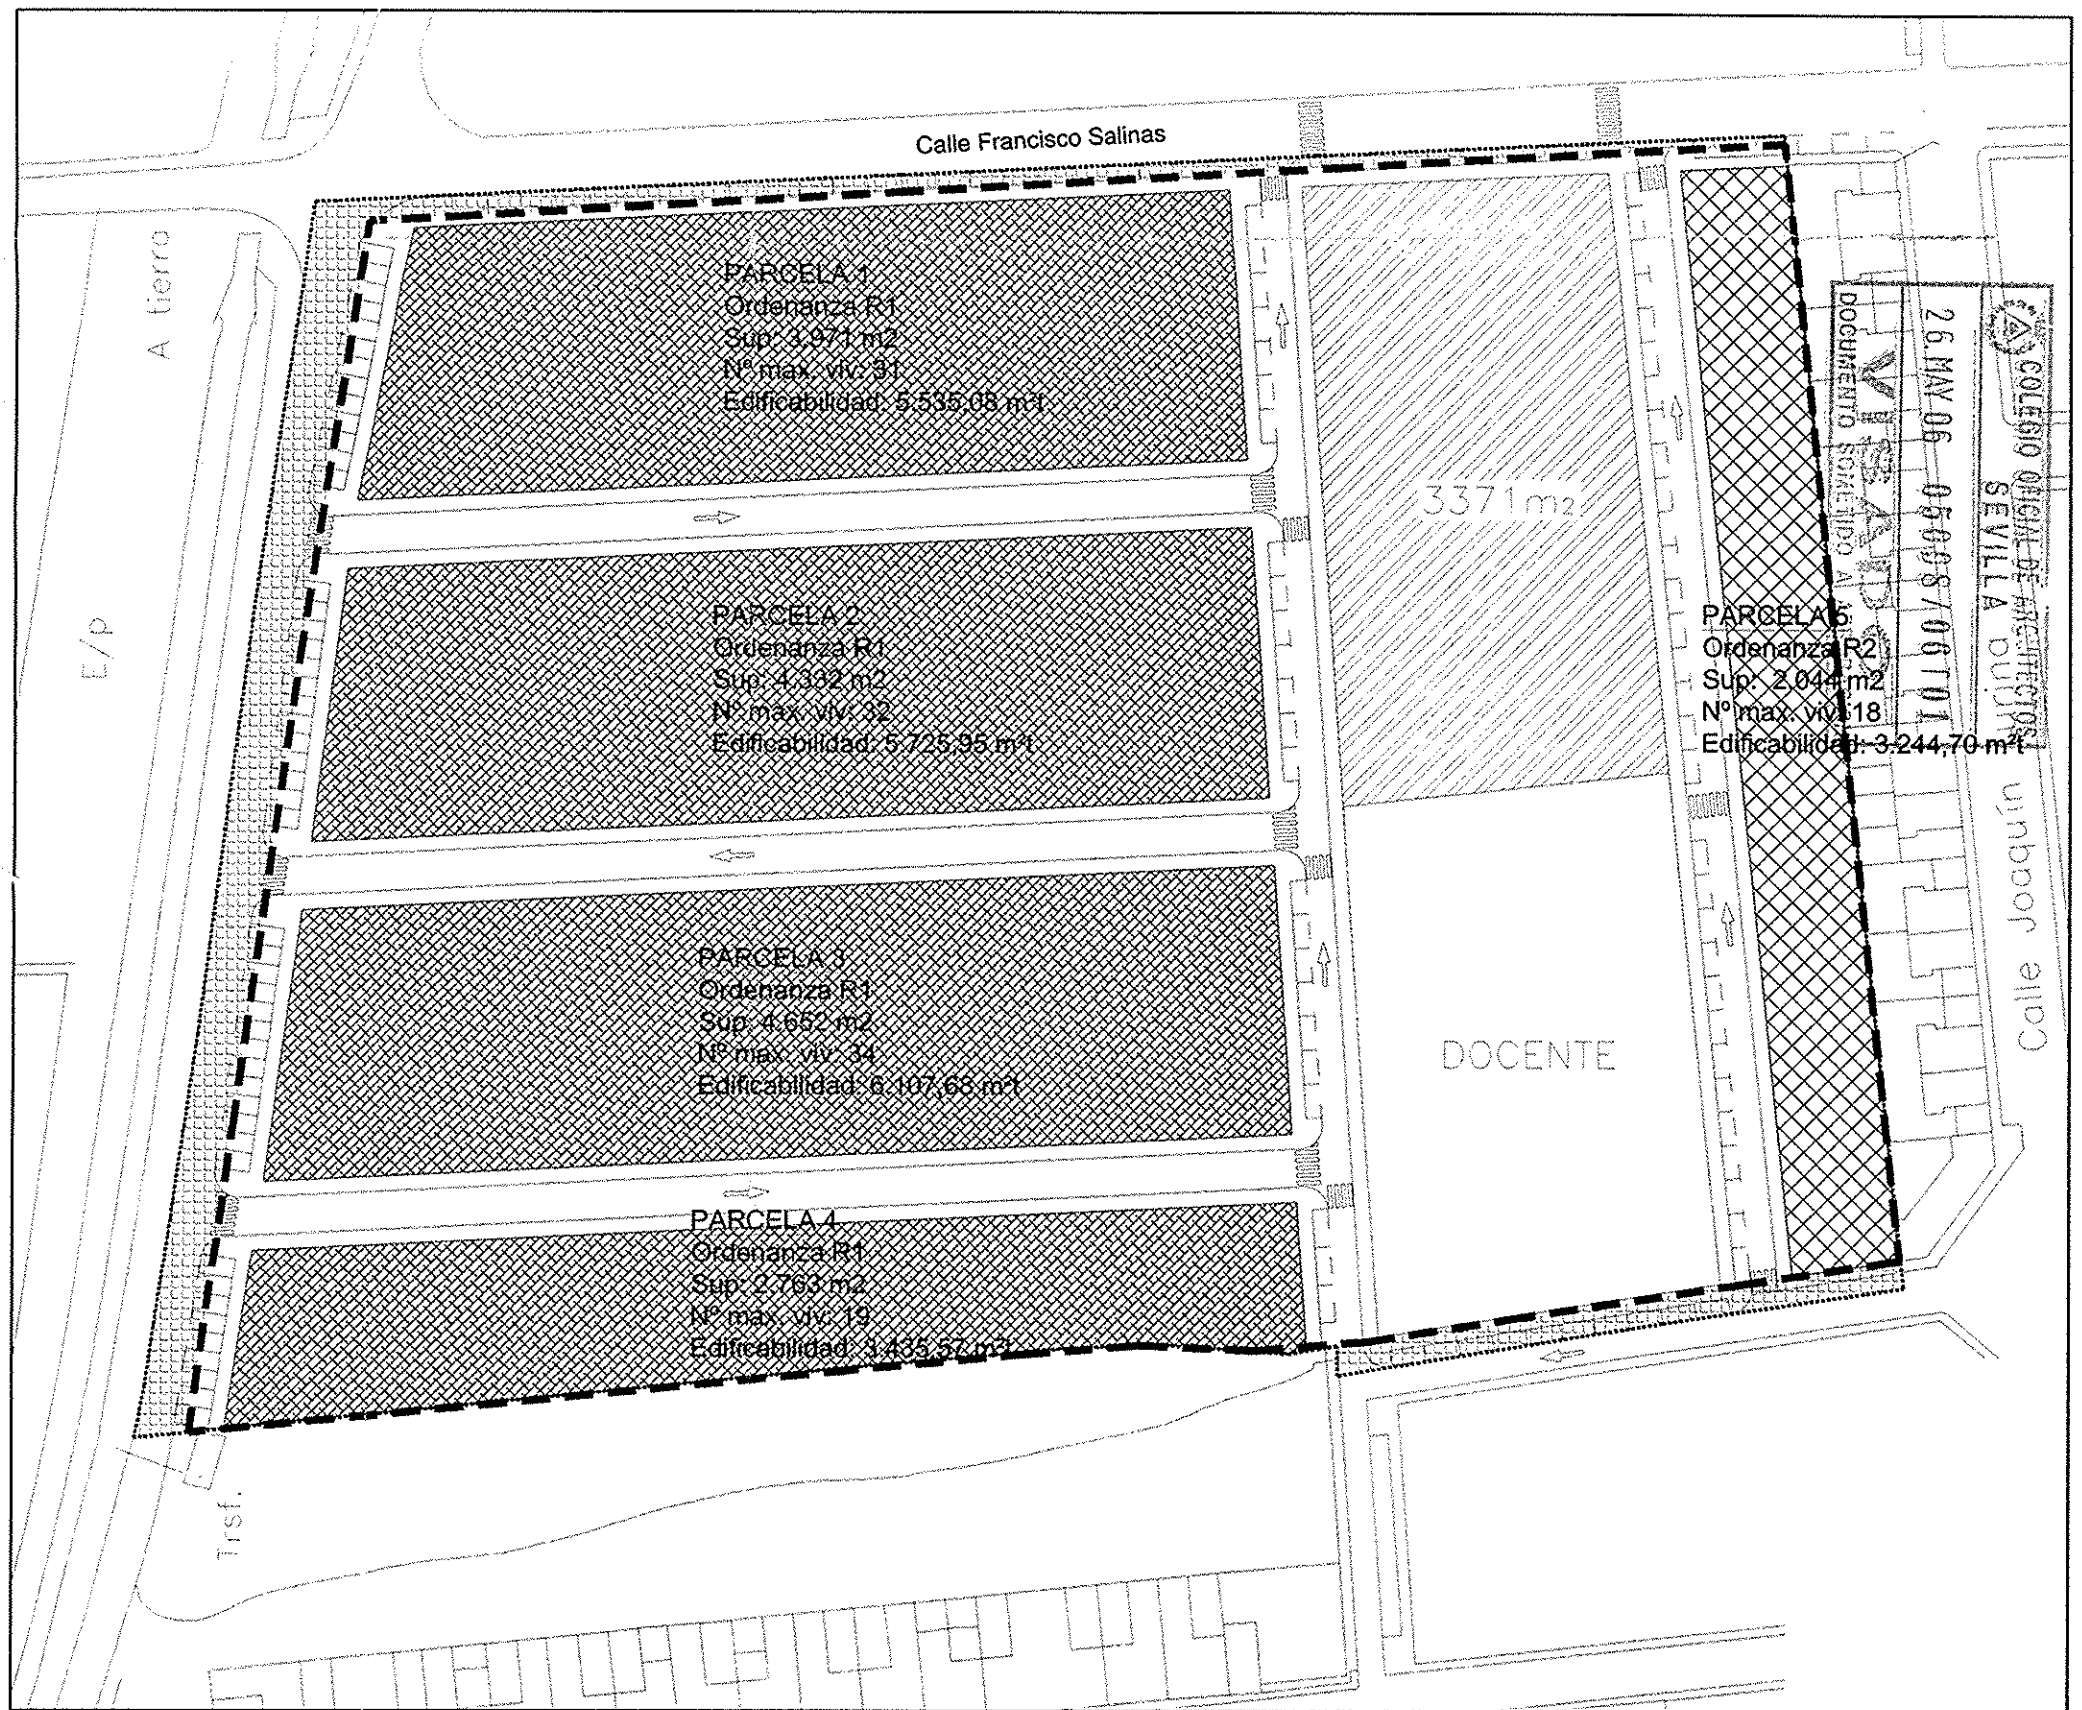 Calle Francisco Salinas
A tierra
E/p
PARCELA 1
Ordenanza R1
Sup: 3.971 m2
Nº max. viv: 31
Edificabilidad: 5.535,08 m²t
PARCELA 2
Ordenanza R1
Sup: 4.332 m2
Nº max. viv: 32
Edificabilidad: 5.725,95 m²t
PARCELA 3
Ordenanza R1
Sup: 4.652 m2
Nº max. viv: 34
Edificabilidad: 6.107,68 m²t
PARCELA 4
Ordenanza R1
Sup: 2.763 m2
Nº max. viv: 19
Edificabilidad: 3.435,57 m²t
3371m2
DOCENTE
PARCELA 5
Ordenanza R2
Sup: 2.044 m2
Nº max. viv: 18
Edificabilidad: 3.244,70 m²t
COLEGIO OFICIAL DE ARQUITECTOS
SEVILLA
26 MAY 06
VISADO
DOCUMENTO SOMETIDO A
Calle Joaquín
Trsf.